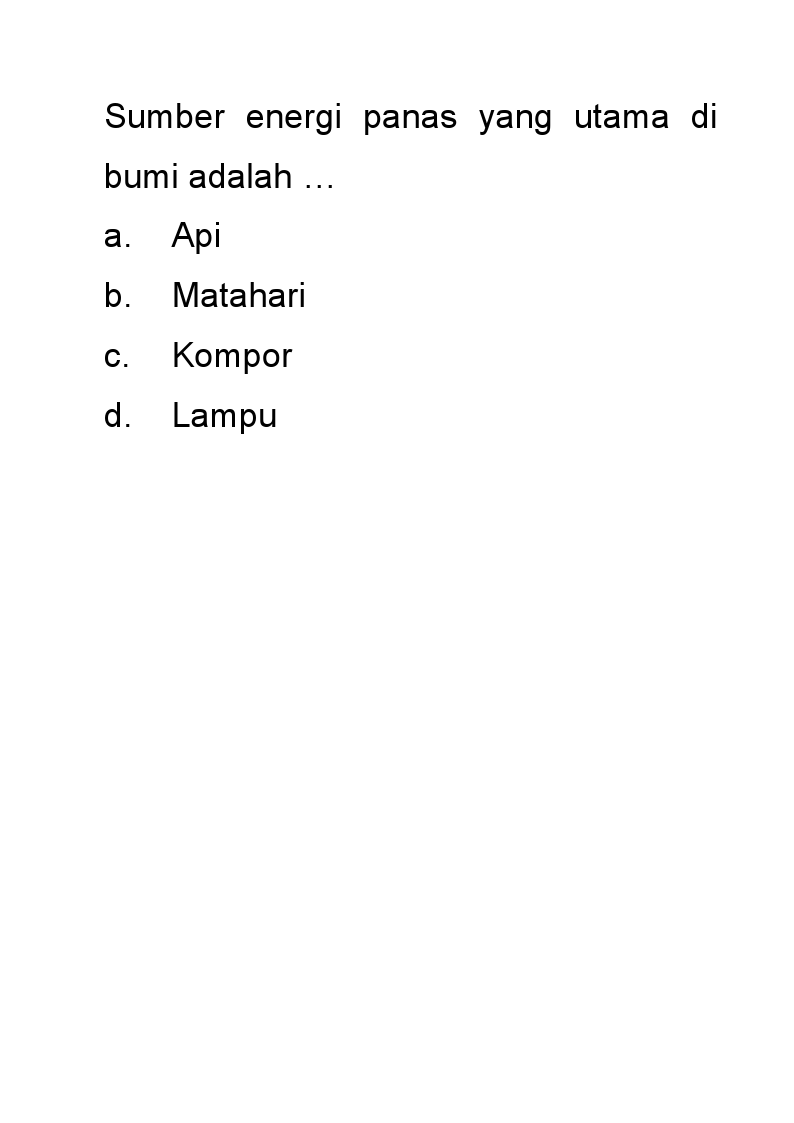 Sumber energi panas yang utama di
bumi adalah …
a. Api
b. Matahari
c. Kompor
d. Lampu